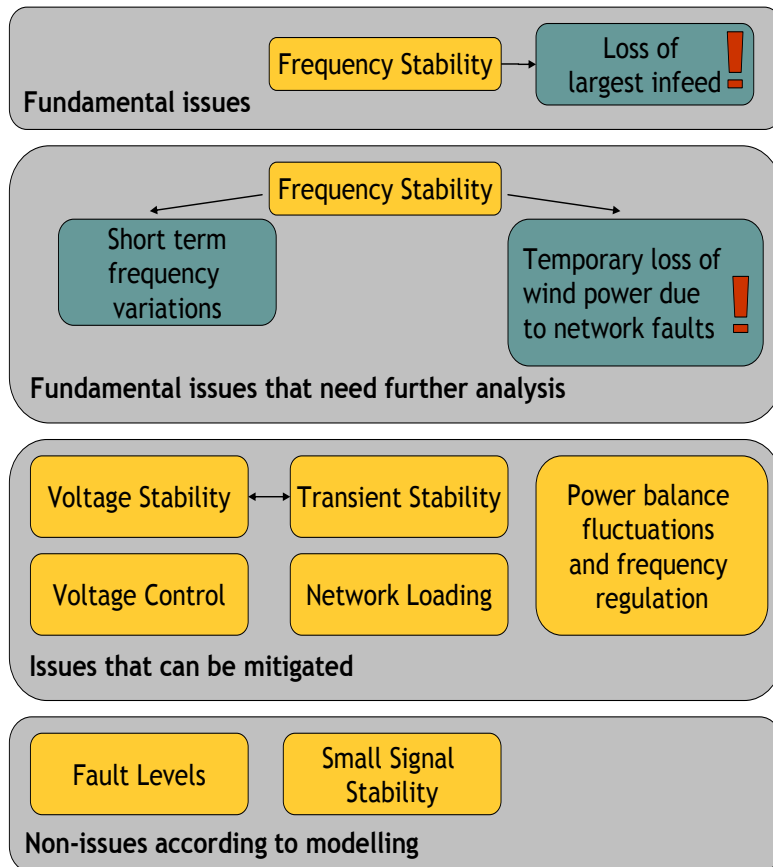 Frequency Stability
Loss of
largest infeed
Fundamental issues
Frequency Stability
Short term
frequency
variations
Temporary loss of
wind power due
to network faults
Fundamental issues that need further analysis
Voltage Stability
Transient Stability
Power balance
fluctuations
and frequency
regulation
Voltage Control
Network Loading
Issues that can be mitigated
Fault Levels
Small Signal
Stability
Non-issues according to modelling